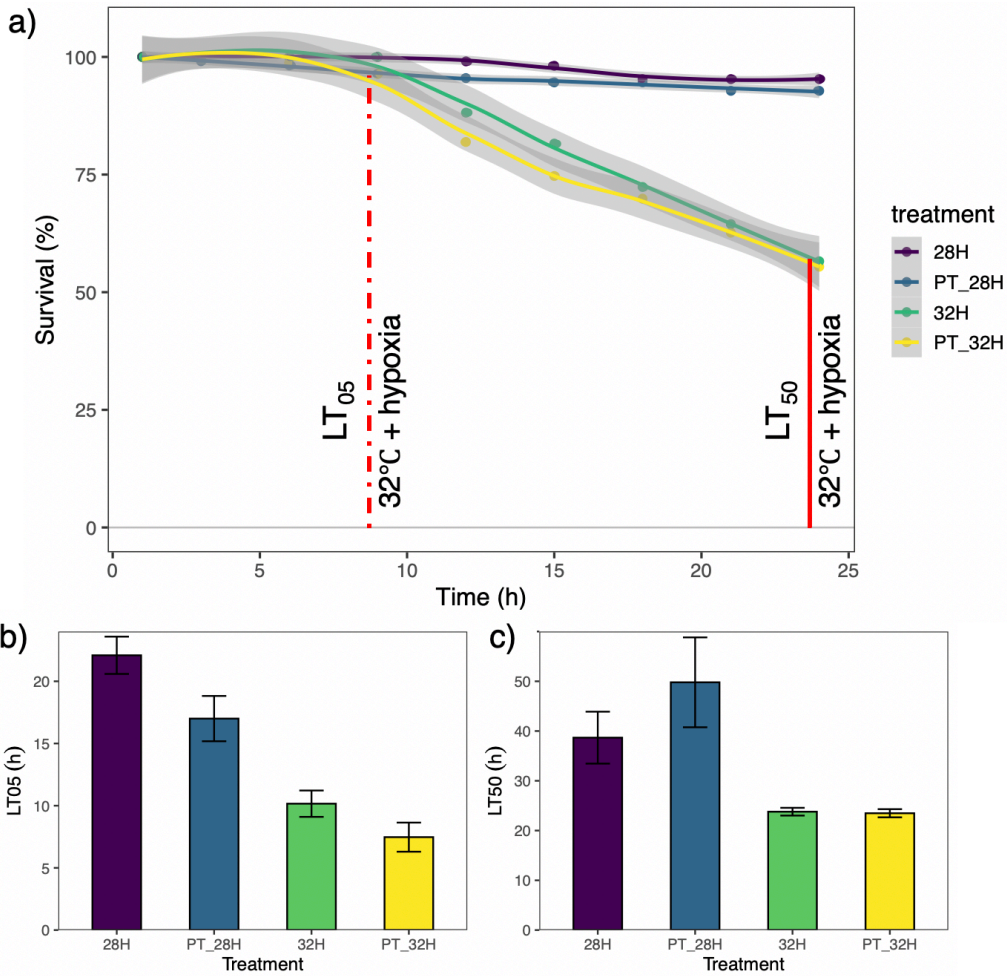 a)
100
75
50
25
0
Survival (%)
LT05
32°C + hypoxia
LT50
32°C + hypoxia
0 5 10 15 20 25
Time (h)
treatment
28H
PT_28H
32H
PT_32H
b)
20
15
10
5
0
LT05 (h)
28H PT_28H 32H PT_32H
Treatment
c)
50
40
30
20
10
0
LT50 (h)
28H PT_28H 32H PT_32H
Treatment